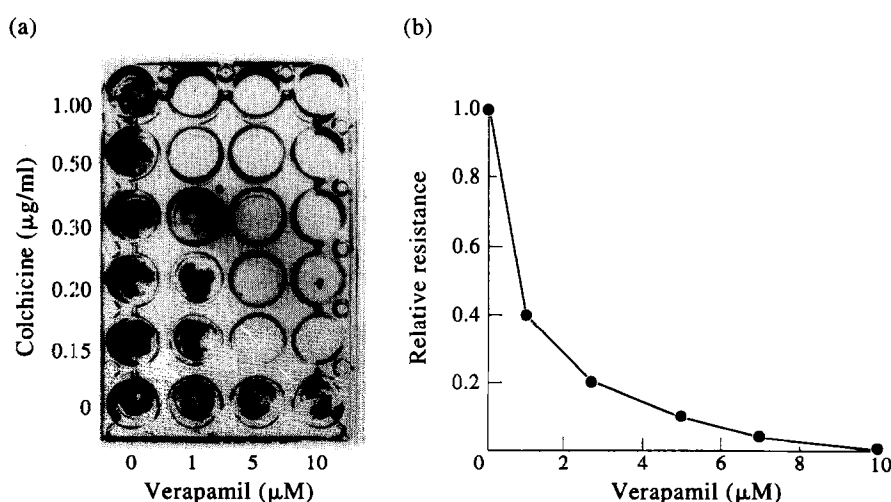 (a)
Colchicine (μg/ml)
1.00
0.50
0.30
0.20
0.15
0
0 1 5 10
Verapamil (μM)
(b)
Relative resistance
1.0
0.8
0.6
0.4
0.2
0 2 4 6 8 10
Verapamil (μM)